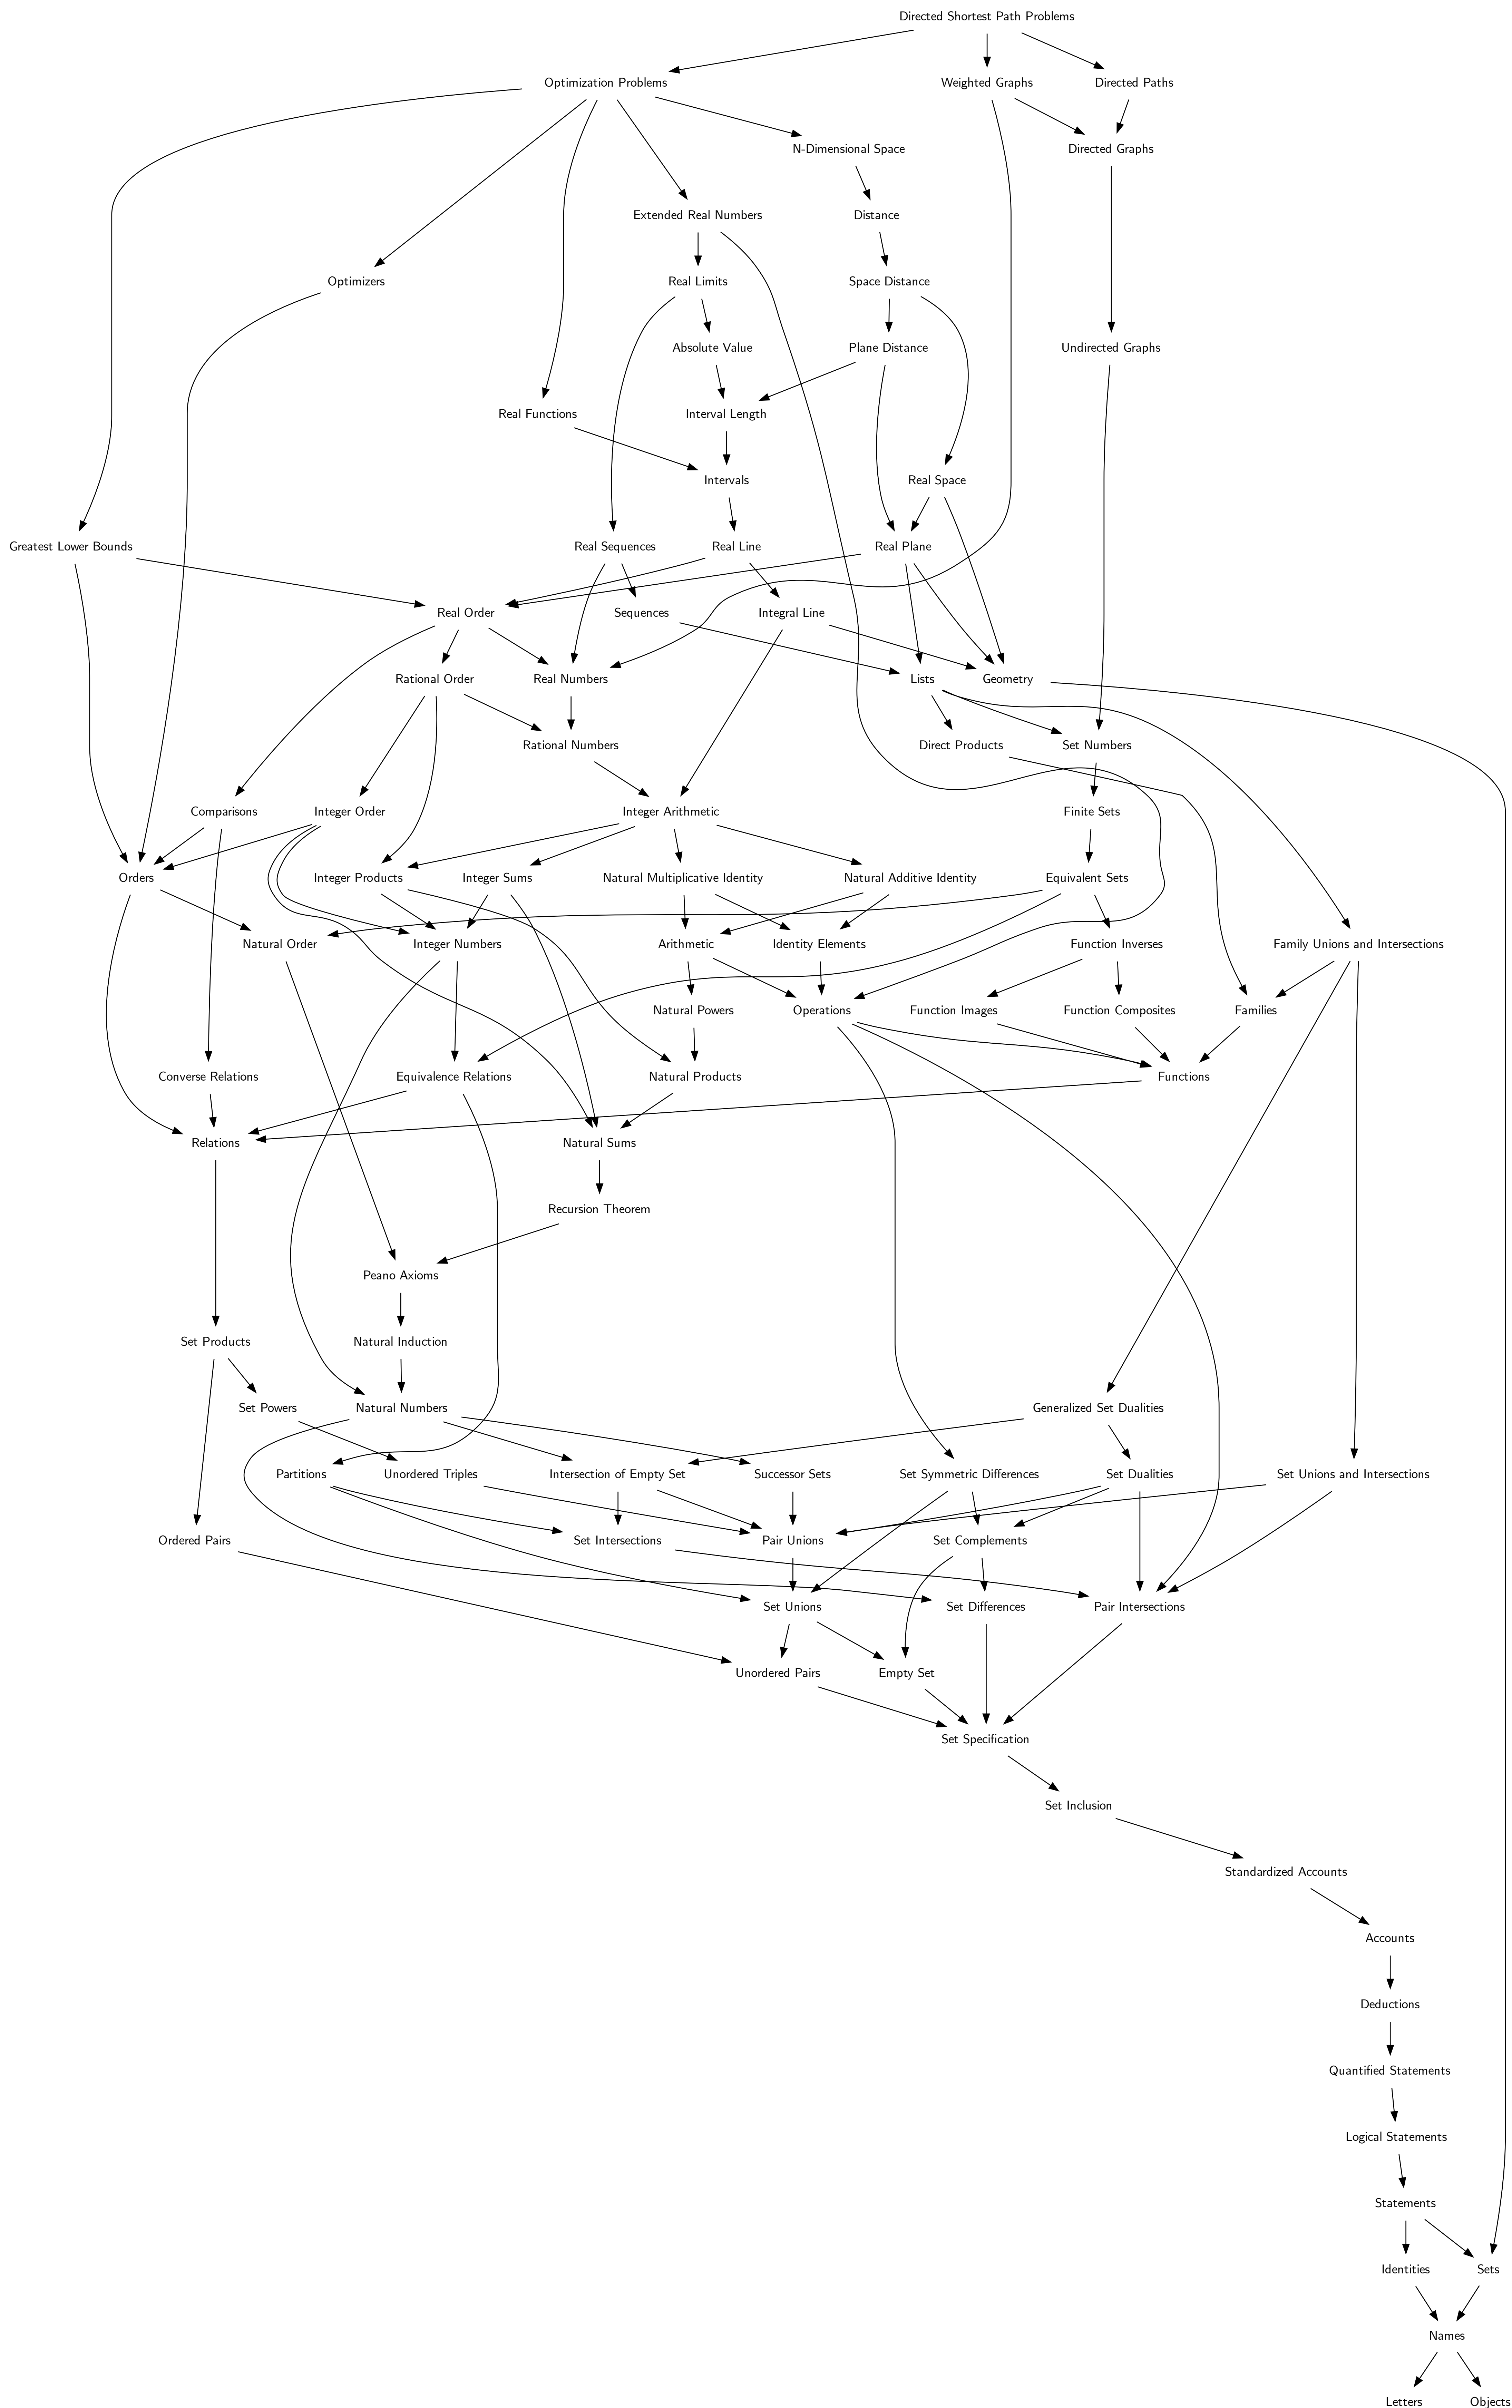 Directed Shortest Path Problems
Optimization Problems
Weighted Graphs
Directed Paths
N-Dimensional Space
Directed Graphs
Extended Real Numbers
Distance
Optimizers
Real Limits
Space Distance
Absolute Value
Plane Distance
Undirected Graphs
Real Functions
Interval Length
Intervals
Real Space
Greatest Lower Bounds
Real Sequences
Real Line
Real Plane
Real Order
Sequences
Integral Line
Rational Order
Real Numbers
Lists
Geometry
Rational Numbers
Direct Products
Set Numbers
Comparisons
Integer Order
Integer Arithmetic
Finite Sets
Orders
Integer Products
Integer Sums
Natural Multiplicative Identity
Natural Additive Identity
Equivalent Sets
Natural Order
Integer Numbers
Arithmetic
Identity Elements
Function Inverses
Family Unions and Intersections
Natural Powers
Operations
Function Images
Function Composites
Families
Converse Relations
Equivalence Relations
Natural Products
Functions
Relations
Natural Sums
Recursion Theorem
Peano Axioms
Set Products
Natural Induction
Set Powers
Natural Numbers
Generalized Set Dualities
Partitions
Unordered Triples
Intersection of Empty Set
Successor Sets
Set Symmetric Differences
Set Dualities
Set Unions and Intersections
Ordered Pairs
Set Intersections
Pair Unions
Set Complements
Set Unions
Set Differences
Pair Intersections
Unordered Pairs
Empty Set
Set Specification
Set Inclusion
Standardized Accounts
Accounts
Deductions
Quantified Statements
Logical Statements
Statements
Identities
Sets
Names
Letters
Objects